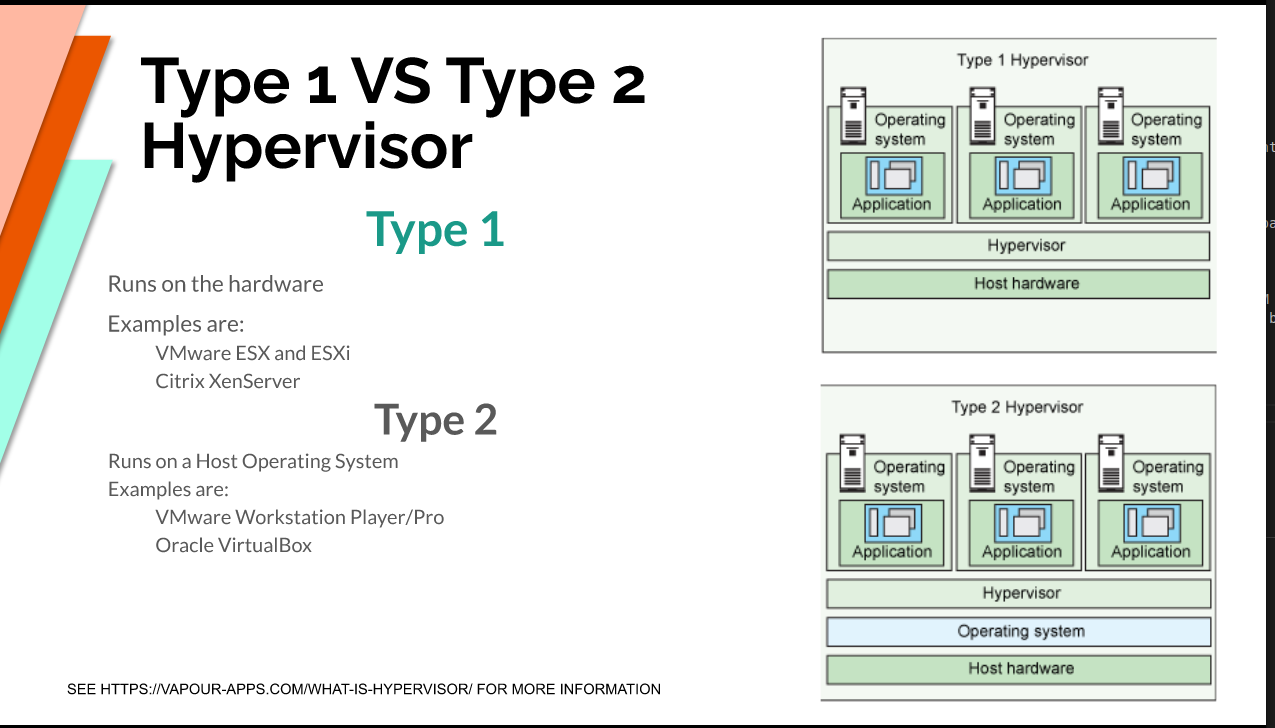 Type 1 VS Type 2
Hypervisor
Type 1
Runs on the hardware
Examples are:
VMware ESX and ESXi
Citrix XenServer
Type 2
Runs on a Host Operating System
Examples are:
VMware Workstation Player/Pro
Oracle VirtualBox
SEE HTTPS://VAPOUR-APPS.COM/WHAT-IS-HYPERVISOR/ FOR MORE INFORMATION
Type 1 Hypervisor
Operating system
Application
Operating system
Application
Operating system
Application
Hypervisor
Host hardware
Type 2 Hypervisor
Operating system
Application
Operating system
Application
Operating system
Application
Hypervisor
Operating system
Host hardware